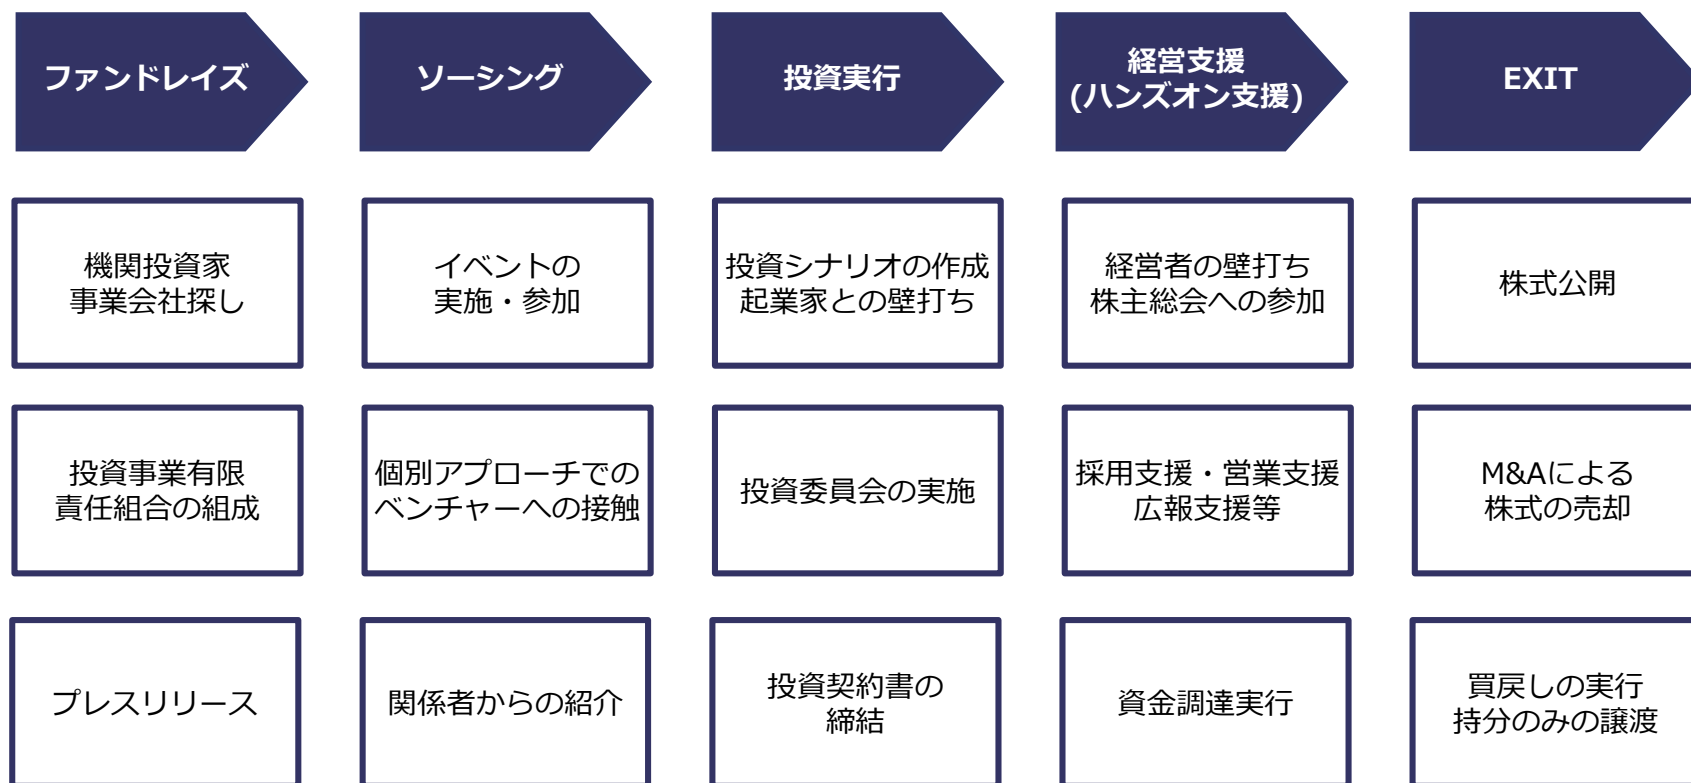 ファンドレイズ
ソーシング
投資実行
経営支援
(ハンズオン支援)
EXIT
機関投資家
事業会社探し
イベントの
実施・参加
投資シナリオの作成
起業家との壁打ち
経営者の壁打ち
株主総会への参加
株式公開
投資事業有限
責任組合の組成
個別アプローチでの
ベンチャーへの接触
投資委員会の実施
採用支援・営業支援
広報支援等
M&Aによる
株式の売却
プレスリリース
関係者からの紹介
投資契約書の
締結
資金調達実行
買戻しの実行
持分のみの譲渡